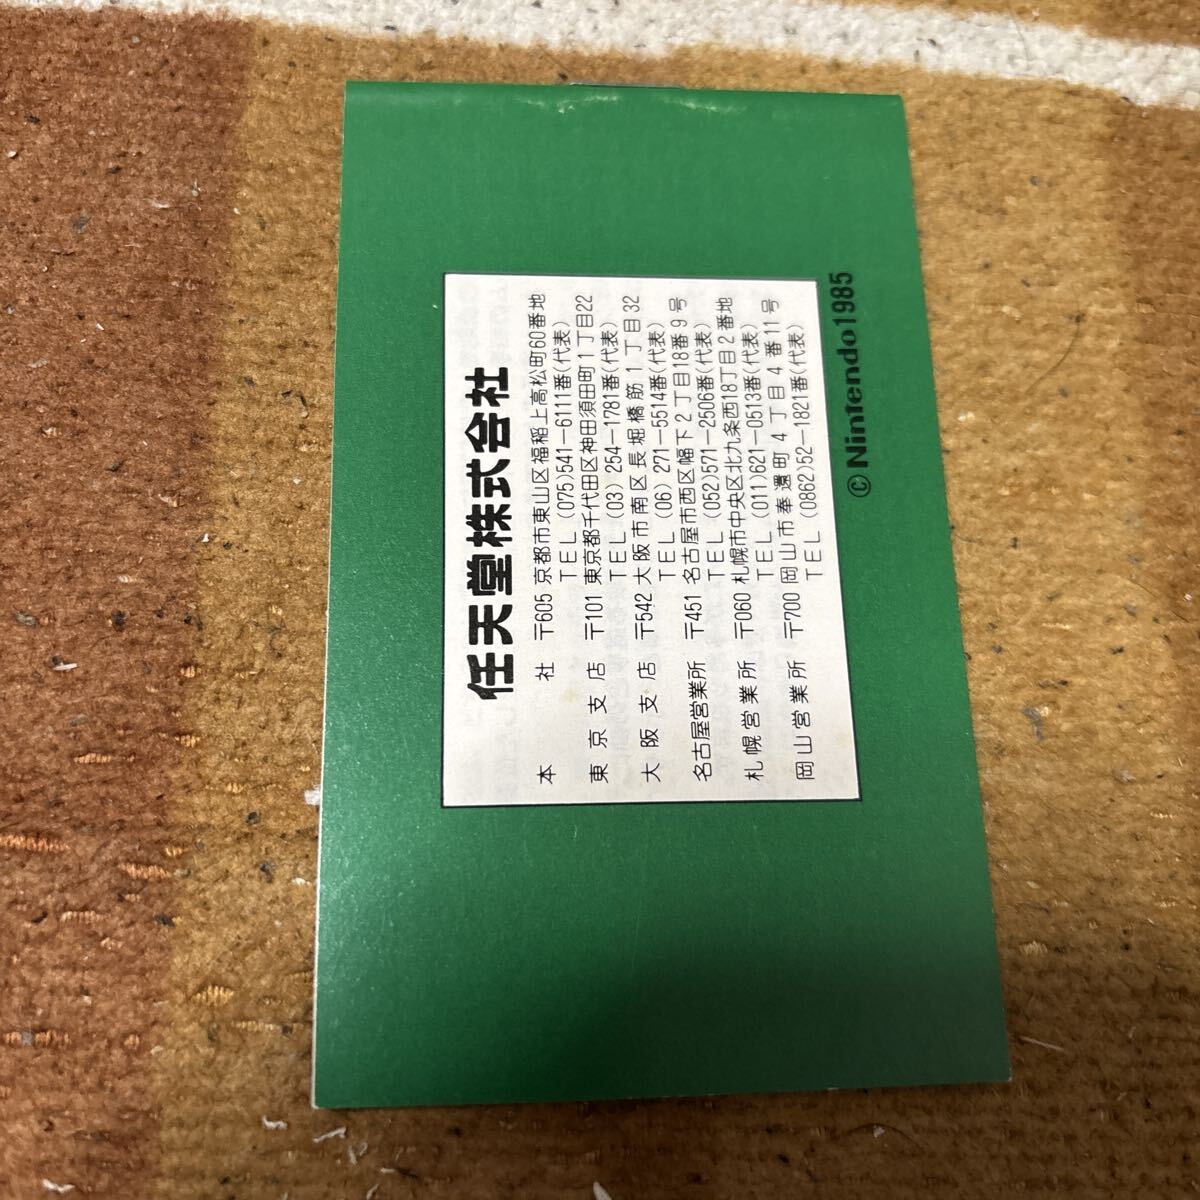 任天堂株式会社
本社 〒605 京都市東山区福稲上高松町60番地
TEL (075)541-6111番(代表)
東京支店 〒101 東京都千代田区神田須田町1丁目22
TEL (03) 254-1781番(代表)
大阪支店 〒542 大阪市南区長堀橋筋1丁目32
TEL (06) 271-5514番(代表)
名古屋営業所 〒451 名古屋市西区幅下2丁目18番9号
TEL (052)571-2506番(代表)
札幌営業所 〒060 札幌市中央区北九条西18丁目2番地
TEL (011)621-0513番(代表)
岡山営業所 〒700 岡山市奉還町4丁目4番11号
TEL (0862)52-1821番(代表)
©Nintendo1985